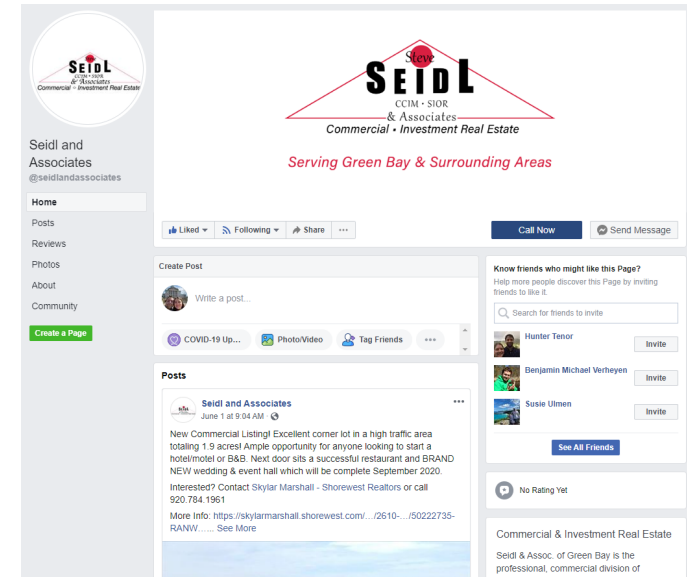 SEIDL
CCIM • SIOR
& Associates
Commercial • Investment Real Estate
Seidl and
Associates
@seidlandassociates
Home
Posts
Reviews
Photos
About
Community
Create a Page
Steve
SEIDL
CCIM • SIOR
& Associates
Commercial • Investment Real Estate
Serving Green Bay & Surrounding Areas
Liked
Following
Share
Call Now
Send Message
Create Post
Write a post...
COVID-19 Up...
Photo/Video
Tag Friends
Posts
Seidl and Associates
June 1 at 9:04 AM ·
New Commercial Listing! Excellent corner lot in a high traffic area
totaling 1.9 acres! Ample opportunity for anyone looking to start a
hotel/motel or B&B. Next door sits a successful restaurant and BRAND
NEW wedding & event hall which will be complete September 2020.
Interested? Contact Skylar Marshall - Shorewest Realtors or call
920.784.1961
More Info: https://skylarmarshall.shorewest.com/.../2610-.../50222735-
RANW...... See More
Know friends who might like this Page?
Help more people discover this Page by inviting
friends to like it.
Search for friends to invite
Hunter Tenor
Invite
Benjamin Michael Verheyen
Invite
Susie Ulmen
Invite
See All Friends
No Rating Yet
Commercial & Investment Real Estate
Seidl & Assoc. of Green Bay is the
professional, commercial division of